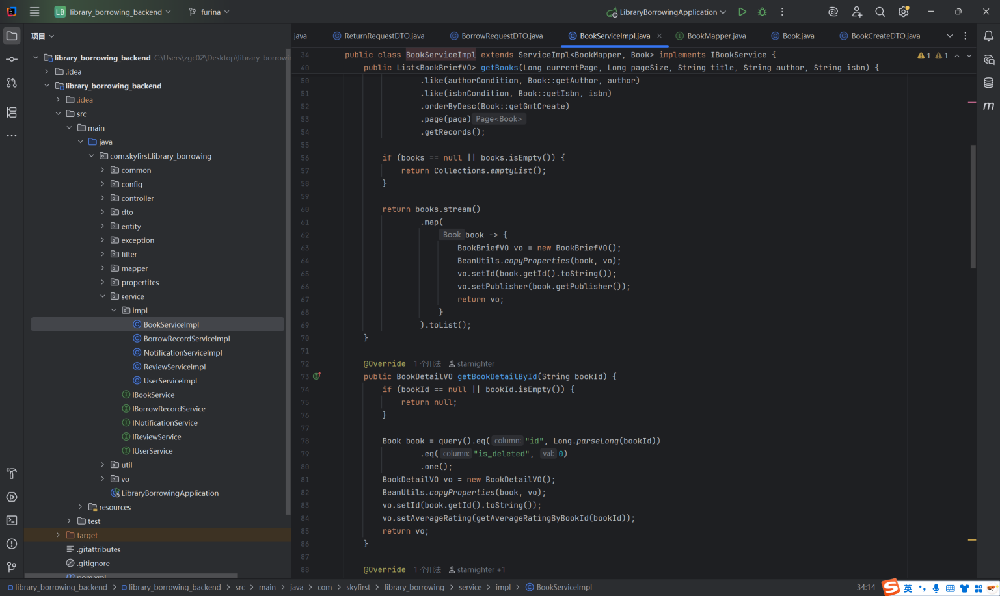 LB library_borrowing_backend furina LibraryBorrowingApplication
项目
java ReturnRequestDTO.java BorrowRequestDTO.java BookServiceImpl.java BookMapper.java Book.java BookCreateDTO.java
library_borrowing_backend C:\Users\zgc02\Desktop\library_borrowin
.idea
library_borrowing_backend
.idea
src
main
java
com.skyfirst.library_borrowing
common
config
controller
dto
entity
exception
filter
mapper
propertites
service
impl
BookServiceImpl
BorrowRecordServiceImpl
NotificationServiceImpl
ReviewServiceImpl
UserServiceImpl
IBookService
IBorrowRecordService
INotificationService
IReviewService
IUserService
util
vo
LibraryBorrowingApplication
resources
test
target
.gitattributes
.gitignore
pom.xml
34 public class BookServiceImpl extends ServiceImpl<BookMapper, Book> implements IBookService {
1 1
40 public List<BookBriefVO> getBooks(Long currentPage, Long pageSize, String title, String author, String isbn) {
50 .like(authorCondition, Book::getAuthor, author)
51 .like(isbnCondition, Book::getIsbn, isbn)
52 .orderByDesc(Book::getGmtCreate)
53 .page(page) Page<Book>
54 .getRecords();
55
56 if (books == null || books.isEmpty()) {
57 return Collections.emptyList();
58 }
59
60 return books.stream()
61 .map(
62 Book book -> {
63 BookBriefVO vo = new BookBriefVO();
64 BeanUtils.copyProperties(book, vo);
65 vo.setId(book.getId().toString());
66 vo.setPublisher(book.getPublisher());
67 return vo;
68 }
69 ).toList();
70 }
71
72 @Override 1 个用法 starnighter
73 public BookDetailVO getBookDetailById(String bookId) {
74 if (bookId == null || bookId.isEmpty()) {
75 return null;
76 }
77
78 Book book = query().eq( column: "id", Long.parseLong(bookId))
79 .eq( column: "is_deleted", val: 0)
80 .one();
81 BookDetailVO vo = new BookDetailVO();
82 BeanUtils.copyProperties(book, vo);
83 vo.setId(book.getId().toString());
84 vo.setAverageRating(getAverageRatingByBookId(bookId));
85 return vo;
86 }
87
88 @Override 1 个用法 starnighter +1
library_borrowing_backend > library_borrowing_backend > src > main > java > com > skyfirst > library_borrowing > service > impl > BookServiceImpl
34:14
英